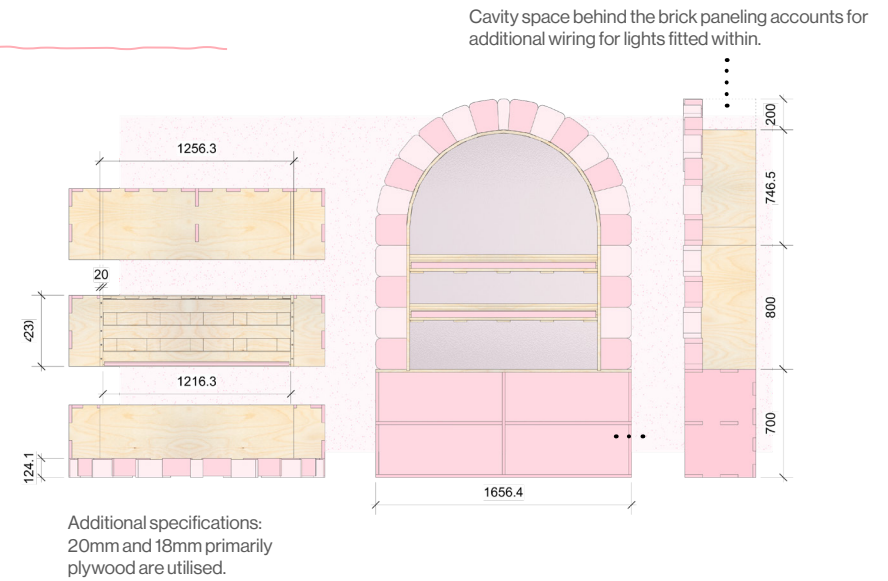 Cavity space behind the brick paneling accounts for
additional wiring for lights fitted within.
200
1256.3
746.5
20
800
1216.3
700
124.1
1656.4
Additional specifications:
20mm and 18mm primarily
plywood are utilised.